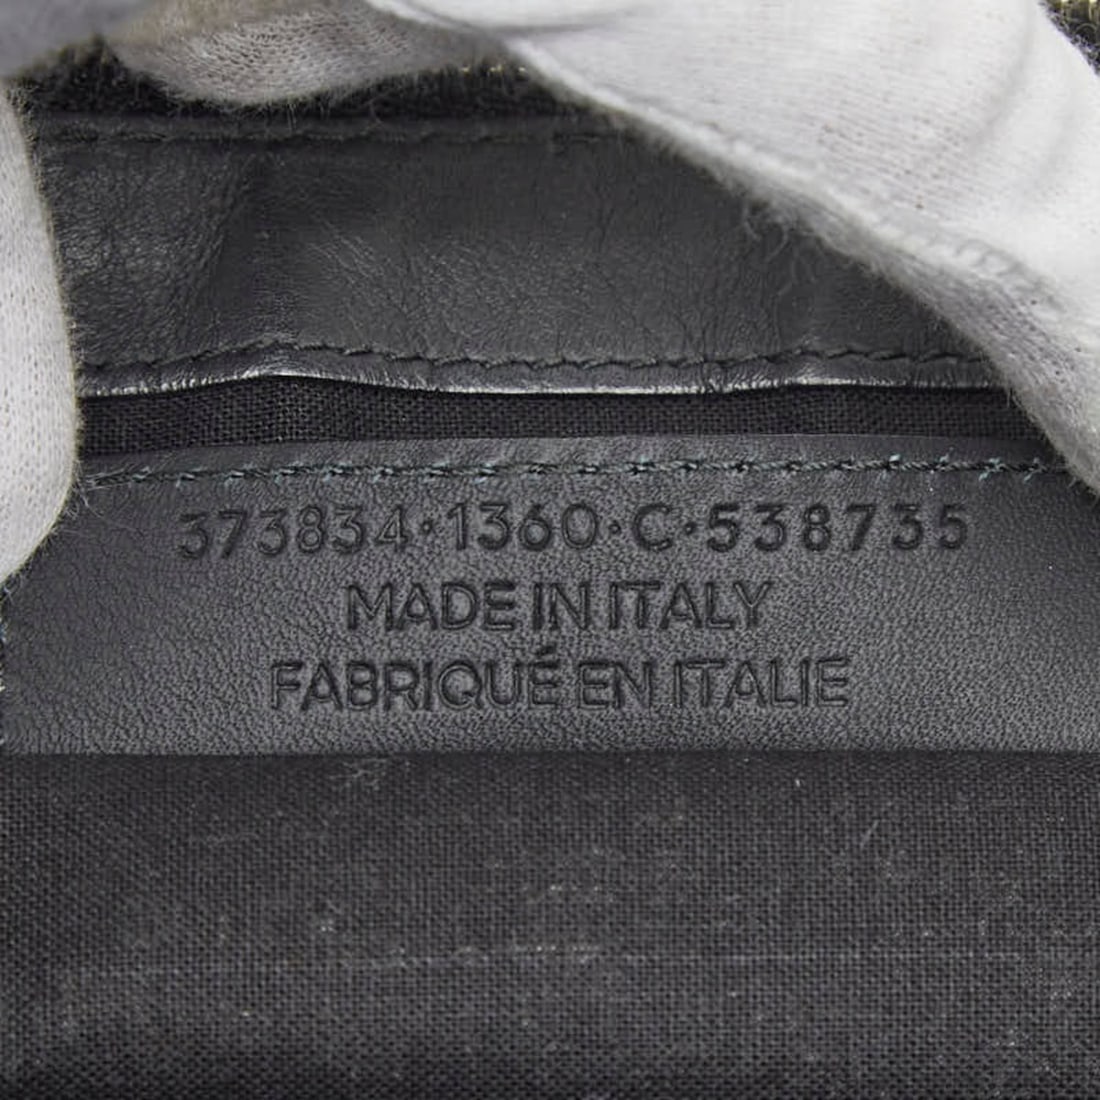 373834·1360·C·538735
MADE IN ITALY
FABRIQUÉ EN ITALIE